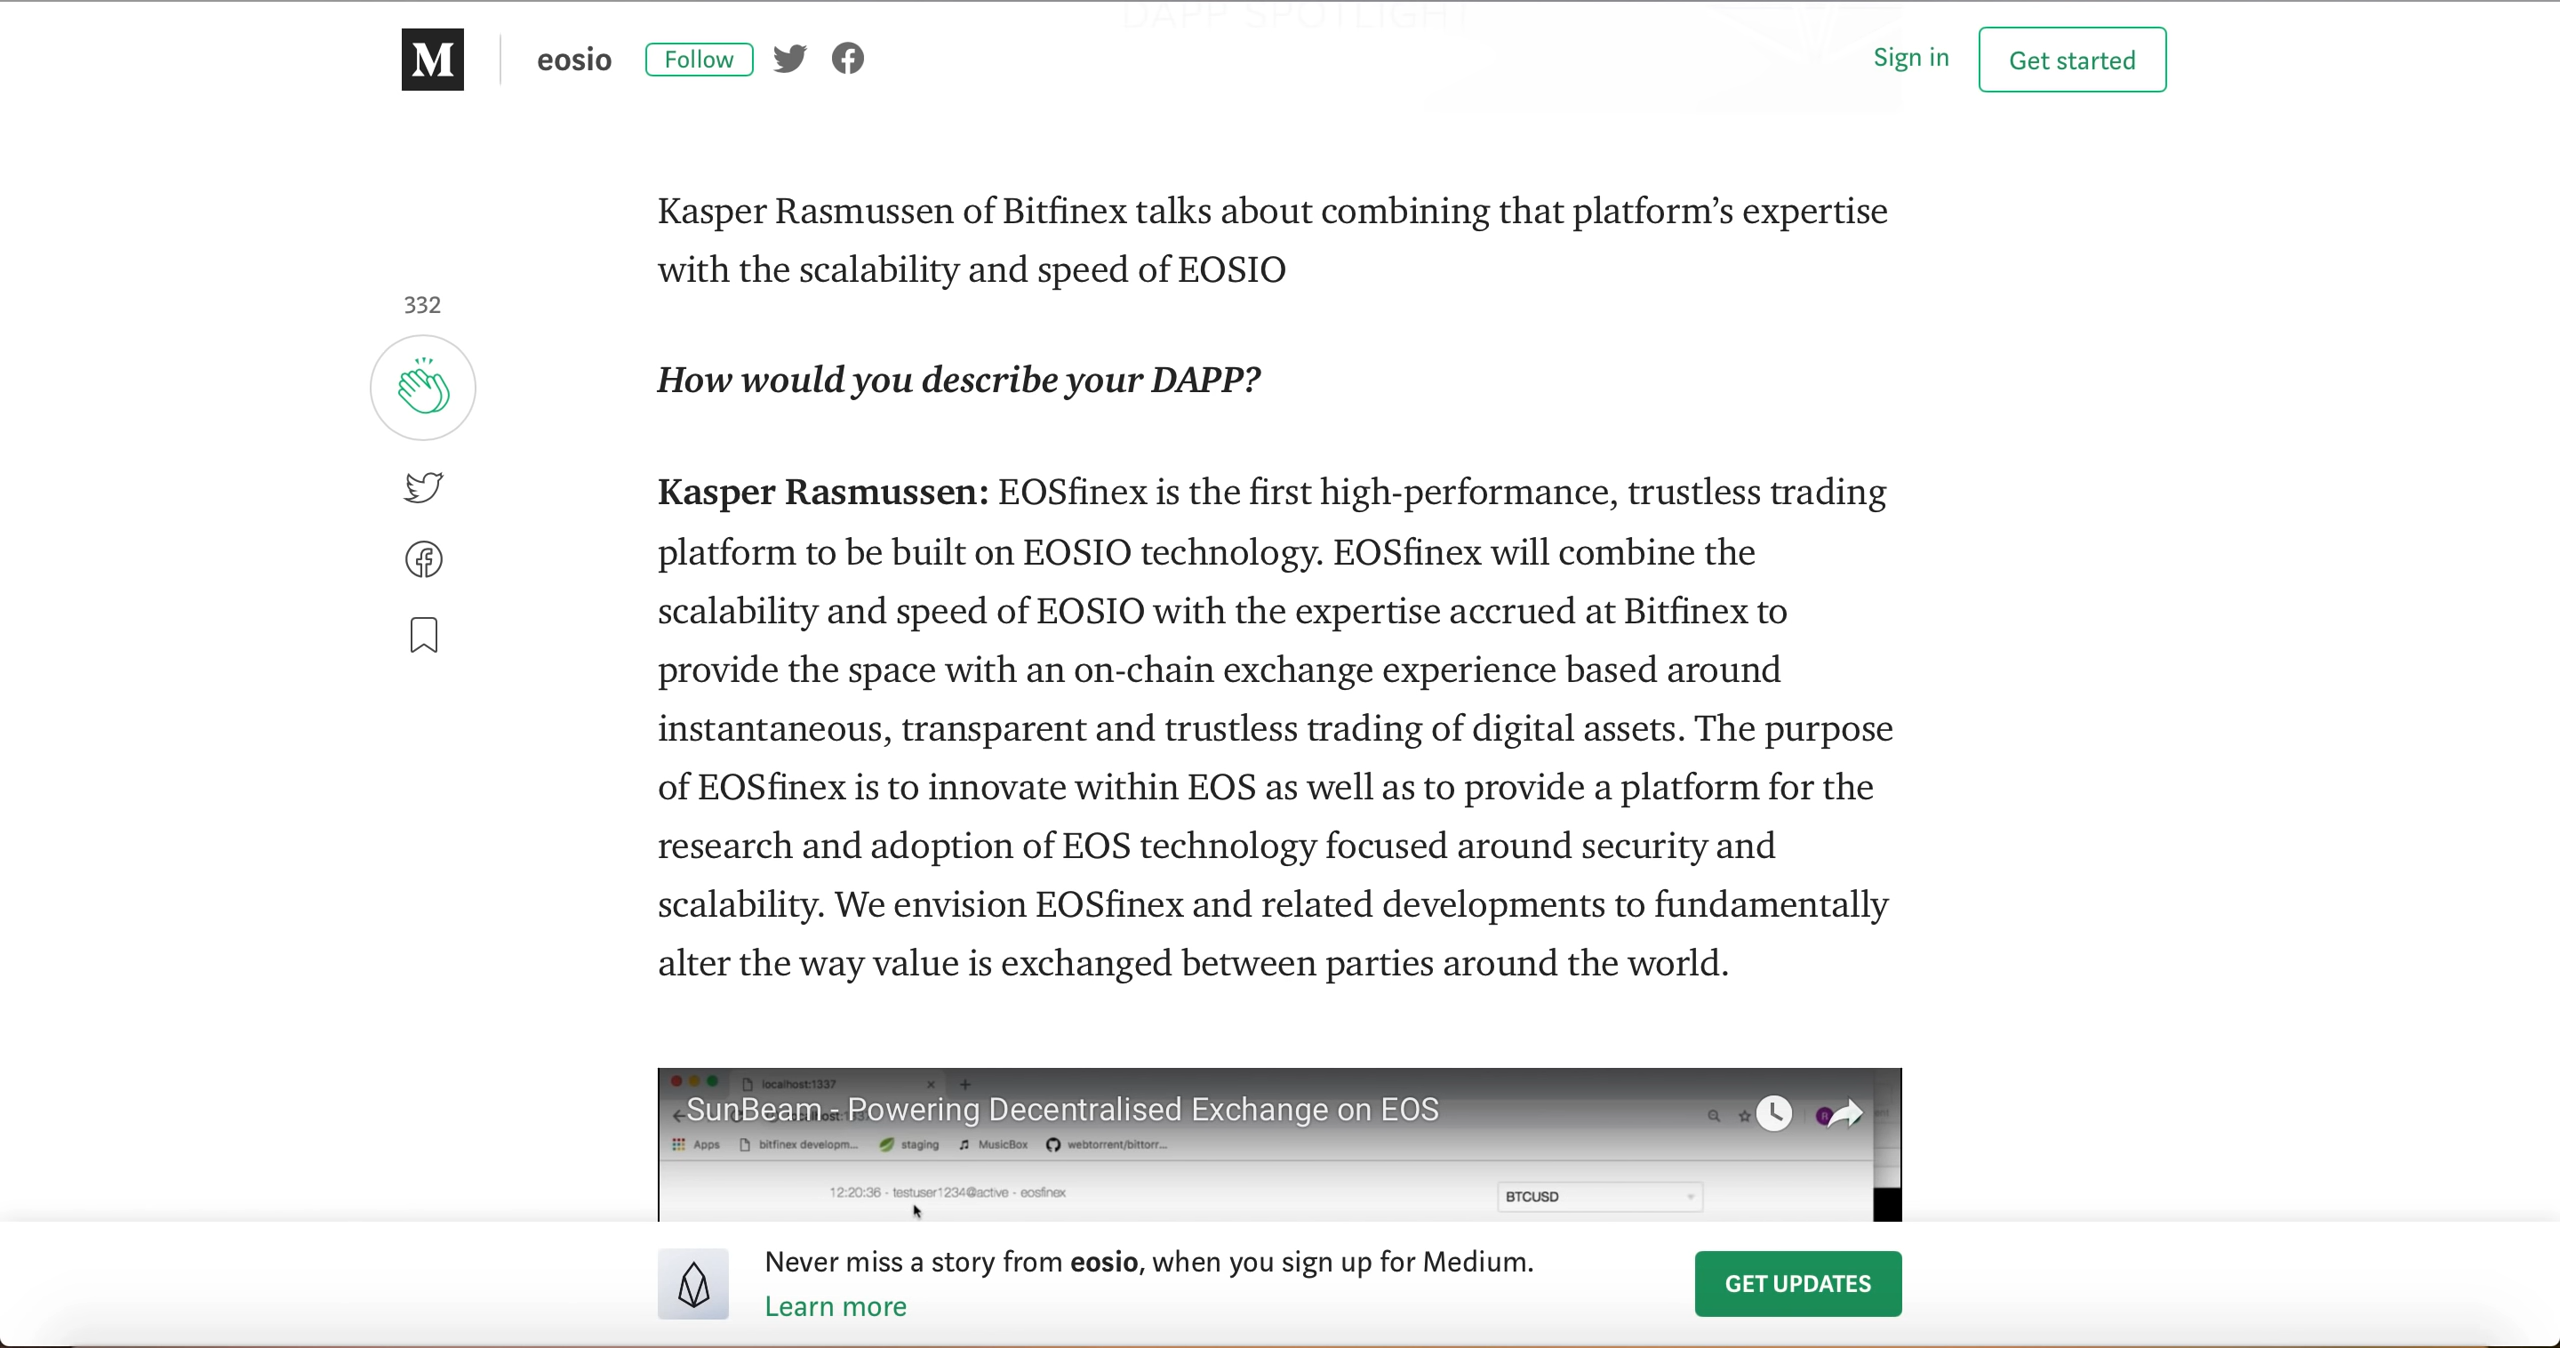 DAPP SPOTLIGHT
M
eosio
Follow
Sign in
Get started
Kasper Rasmussen of Bitfinex talks about combining that platform’s expertise
with the scalability and speed of EOSIO
332
How would you describe your DAPP?
Kasper Rasmussen: EOSfinex is the first high-performance, trustless trading
platform to be built on EOSIO technology. EOSfinex will combine the
scalability and speed of EOSIO with the expertise accrued at Bitfinex to
provide the space with an on-chain exchange experience based around
instantaneous, transparent and trustless trading of digital assets. The purpose
of EOSfinex is to innovate within EOS as well as to provide a platform for the
research and adoption of EOS technology focused around security and
scalability. We envision EOSfinex and related developments to fundamentally
alter the way value is exchanged between parties around the world.
localhost:1337
SunBeam - Powering Decentralised Exchange on EOS
Apps bitfinex developm... staging MusicBox webtorrent/bittorr...
12:20:36 - testuser1234@active - eosfinex
BTCUSD
Never miss a story from eosio, when you sign up for Medium.
Learn more
GET UPDATES